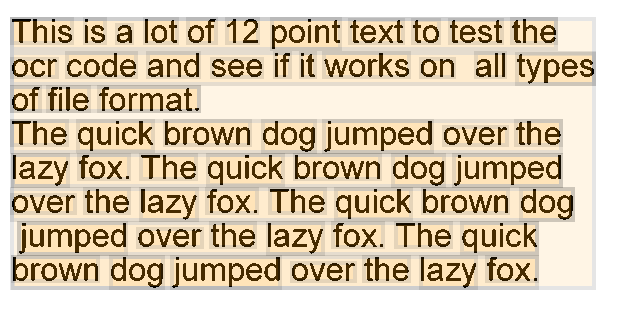 This is a lot of 12 point text to test the
ocr code and see if it works on  all types
of file format.
The quick brown dog jumped over the
lazy fox. The quick brown dog jumped
over the lazy fox. The quick brown dog
jumped over the lazy fox. The quick
brown dog jumped over the lazy fox.